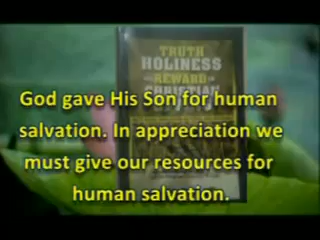 TRUTH
HOLINESS
REWARD
CHRISTIAN
God gave His Son for human
salvation. In appreciation we
must give our resources for
human salvation.